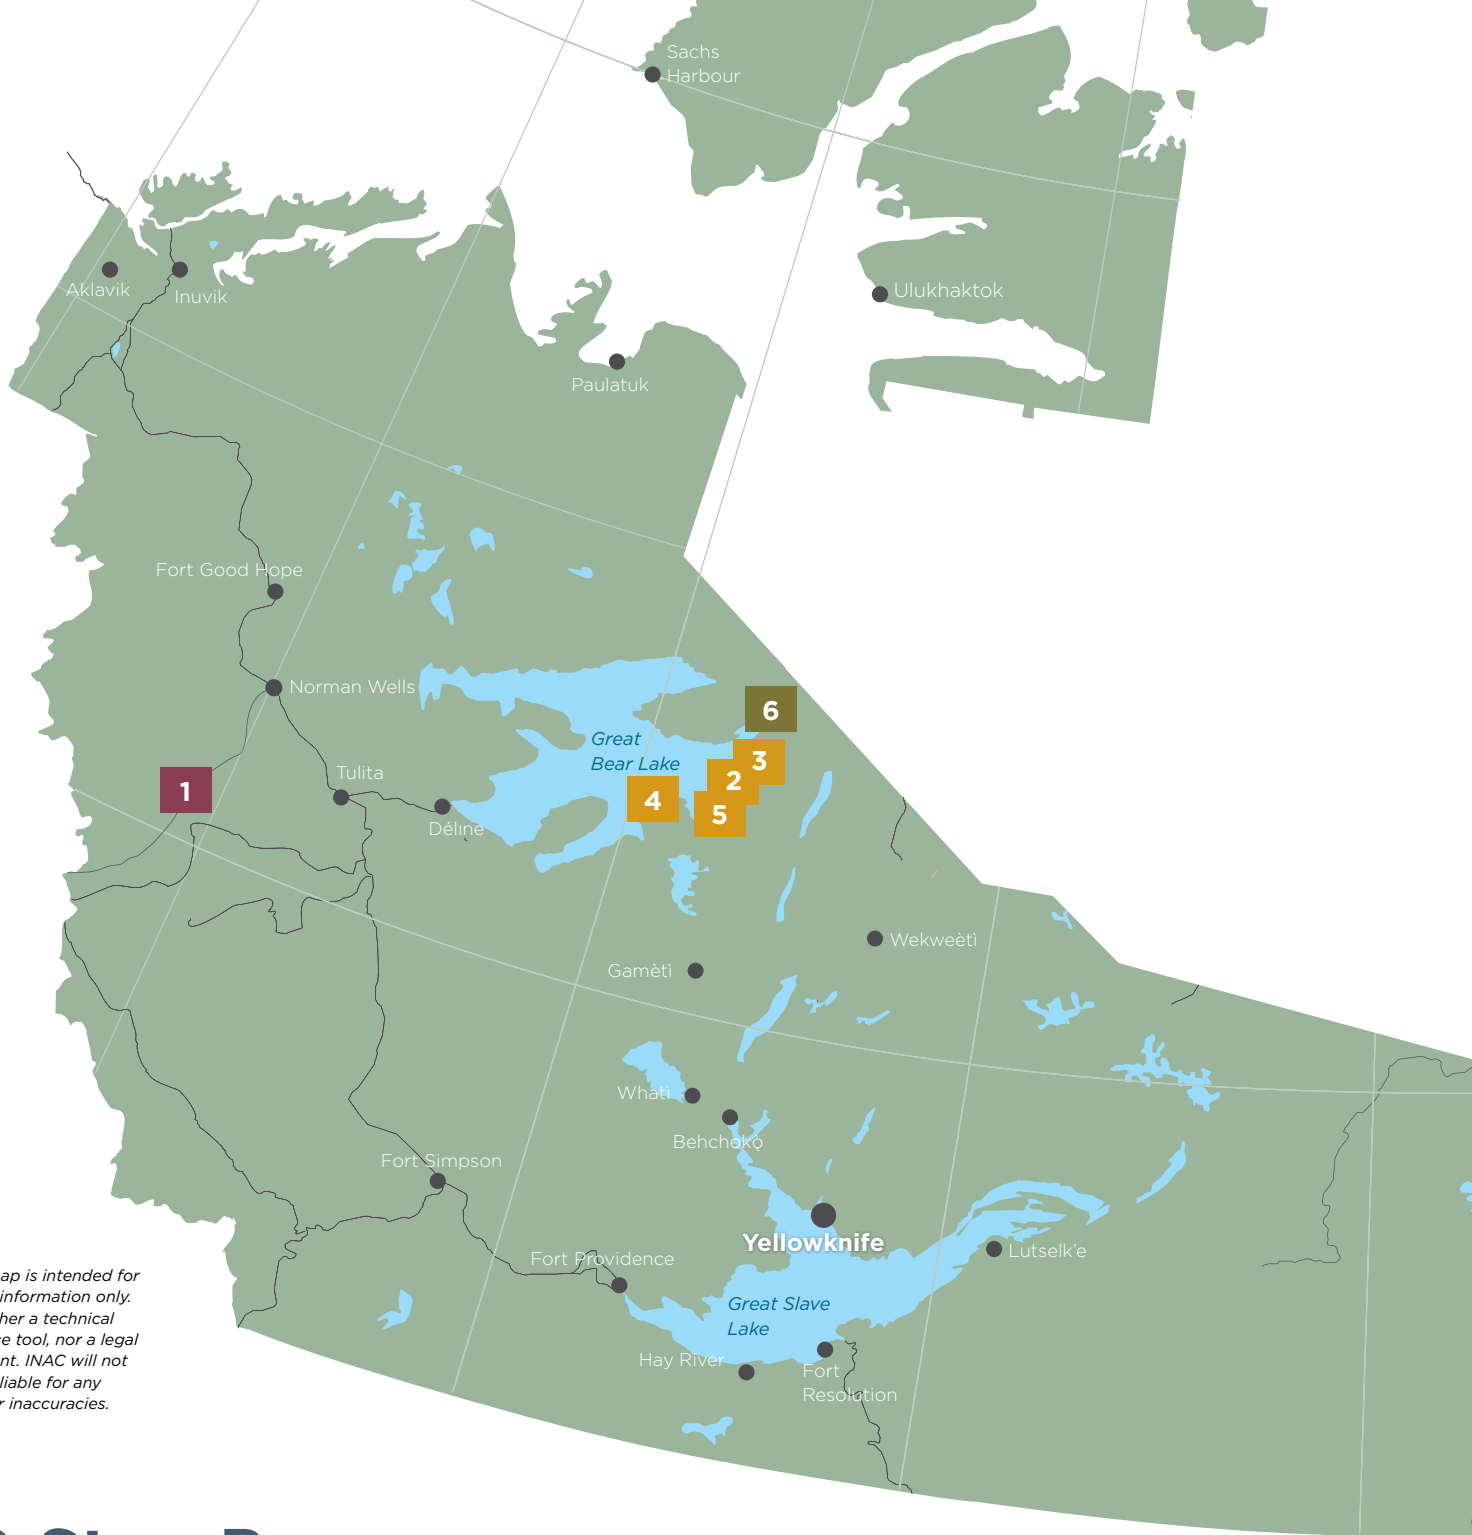 Sachs
Harbour
Aklavik
Inuvik
Ulukhaktok
Paulatuk
Fort Good Hope
Norman Wells
6
Great
Bear Lake
3
2
1
Tulita
4
5
Délı̨ne
Wekweètì
Gamètì
Whatì
Behchokǫ̀
Fort Simpson
Yellowknife
Fort Providence
Lutselk'e
ap is intended for
information only.
her a technical
e tool, nor a legal
nt. INAC will not
liable for any
r inaccuracies.
Great Slave
Lake
Hay River
Fort
Resolution